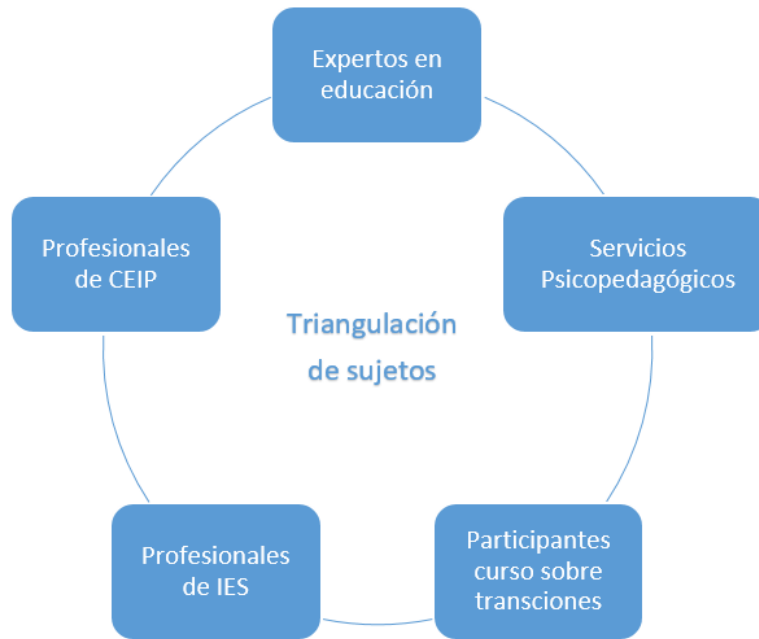 Expertos en
educación
Servicios
Psicopedagógicos
Participantes
curso sobre
transciones
Profesionales
de IES
Profesionales
de CEIP
Triangulación
de sujetos